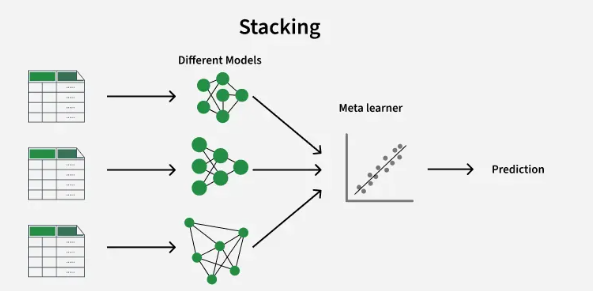 Stacking
Different Models
Meta learner
Prediction